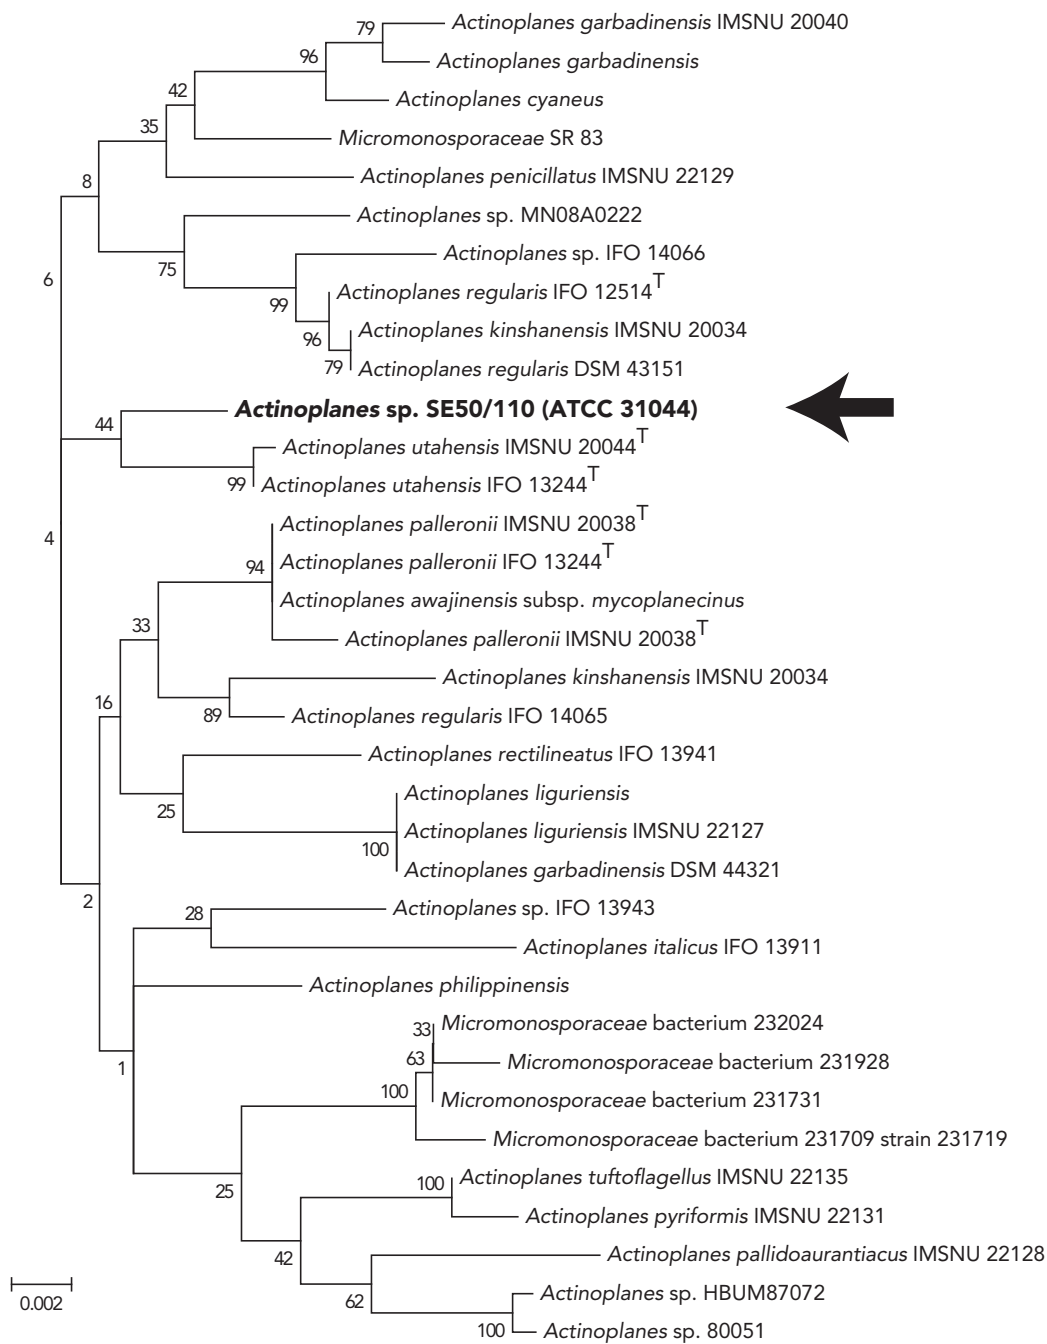 79
Actinoplanes garbadinensis IMSNU 20040
96
Actinoplanes garbadinensis
42
Actinoplanes cyaneus
35
Micromonosporaceae SR 83
8
Actinoplanes penicillatus IMSNU 22129
Actinoplanes sp. MN08A0222
75
Actinoplanes sp. IFO 14066
6
99
Actinoplanes regularis IFO 12514T
96
Actinoplanes kinshanensis IMSNU 20034
79
Actinoplanes regularis DSM 43151
44
Actinoplanes sp. SE50/110 (ATCC 31044)
Actinoplanes utahensis IMSNU 20044T
99
Actinoplanes utahensis IFO 13244T
4
Actinoplanes palleronii IMSNU 20038T
94
Actinoplanes palleronii IFO 13244T
Actinoplanes awajinensis subsp. mycoplanecinus
33
Actinoplanes palleronii IMSNU 20038T
Actinoplanes kinshanensis IMSNU 20034
16
89
Actinoplanes regularis IFO 14065
Actinoplanes rectilineatus IFO 13941
25
Actinoplanes liguriensis
Actinoplanes liguriensis IMSNU 22127
100
Actinoplanes garbadinensis DSM 44321
2
28
Actinoplanes sp. IFO 13943
Actinoplanes italicus IFO 13911
Actinoplanes philippinensis
33
Micromonosporaceae bacterium 232024
1
63
Micromonosporaceae bacterium 231928
100
Micromonosporaceae bacterium 231731
Micromonosporaceae bacterium 231709 strain 231719
25
100
Actinoplanes tuftoflagellus IMSNU 22135
Actinoplanes pyriformis IMSNU 22131
42
Actinoplanes pallidoaurantiacus IMSNU 22128
62
Actinoplanes sp. HBUM87072
100
Actinoplanes sp. 80051
0.002